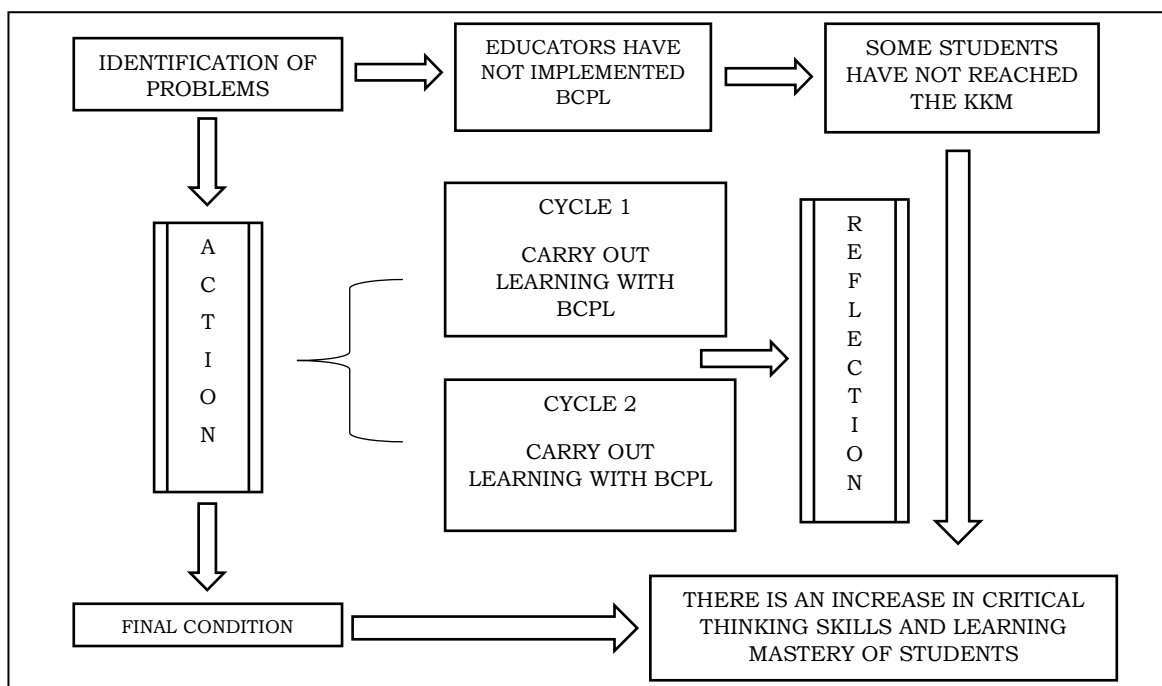 IDENTIFICATION OF
PROBLEMS
EDUCATORS HAVE
NOT IMPLEMENTED
BCPL
SOME STUDENTS
HAVE NOT REACHED
THE KKM
A
C
T
I
O
N
CYCLE 1
CARRY OUT
LEARNING WITH
BCPL
CYCLE 2
CARRY OUT
LEARNING WITH BCPL
R
E
F
L
E
C
T
I
O
N
FINAL CONDITION
THERE IS AN INCREASE IN CRITICAL
THINKING SKILLS AND LEARNING
MASTERY OF STUDENTS